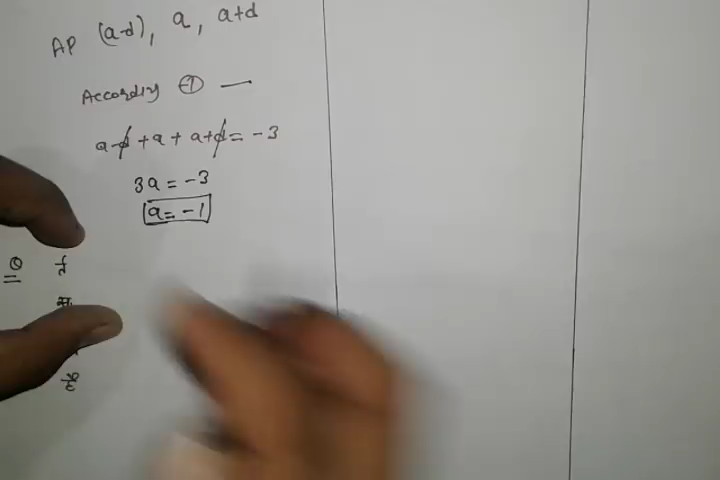 AP (a-d), a, a+d
According ① —
a-d + a + a+d = -3
3a = -3
a = -1
Q